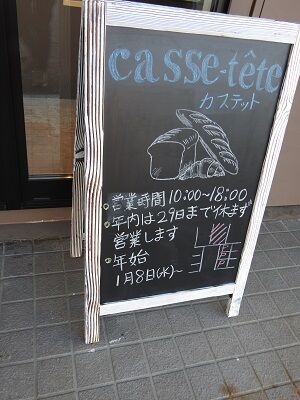 casse-tête
カステット
営業時間 10:00~18:00
年内は29日まで休まず
営業します
年始
1月8日(水)~